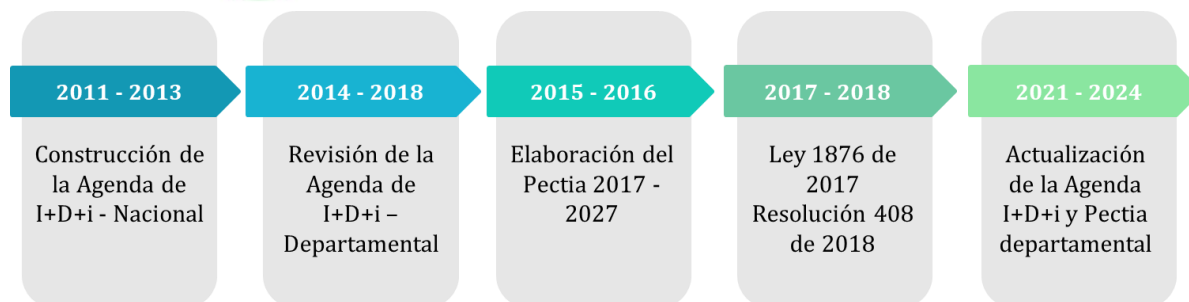 2011 - 2013
Construcción de
la Agenda de
I+D+i - Nacional
2014 - 2018
Revisión de la
Agenda de
I+D+i –
Departamental
2015 - 2016
Elaboración del
Pectia 2017 -
2027
2017 - 2018
Ley 1876 de
2017
Resolución 408
de 2018
2021 - 2024
Actualización
de la Agenda
I+D+i y Pectia
departamental